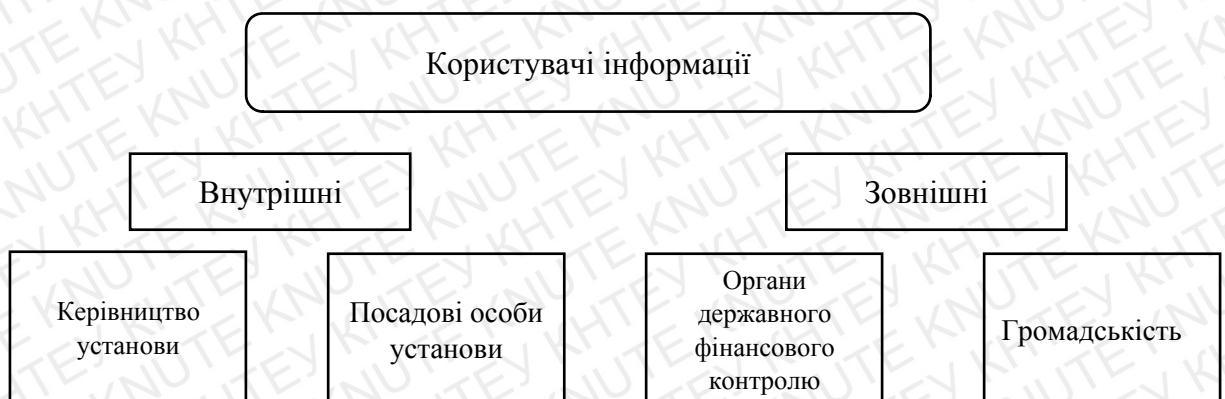 Користувачі інформації
Внутрішні
Зовнішні
Керівництво
установи
Посадові особи
установи
Органи
державного
фінансового
контролю
Громадськість